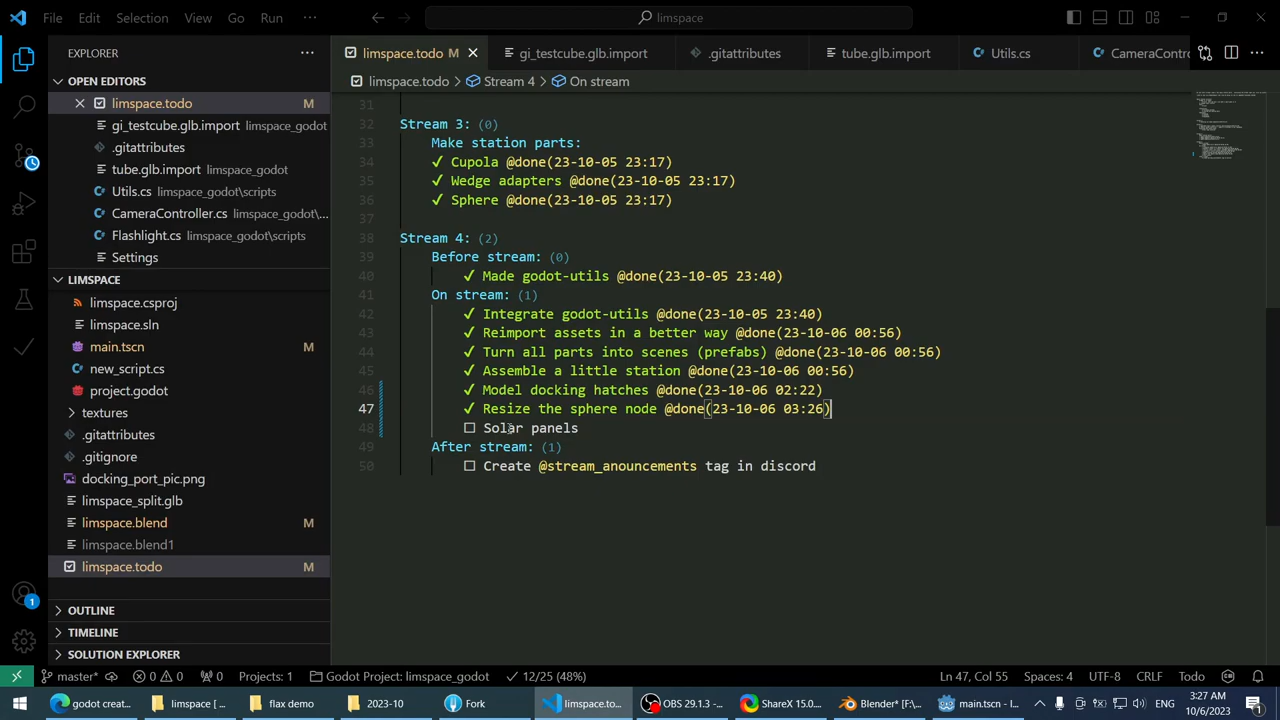 File Edit Selection View Go Run ···
limspace
EXPLORER
OPEN EDITORS
limspace.todo M
gi_testcube.glb.import limspace_godot
.gitattributes
tube.glb.import limspace_godot
Utils.cs limspace_godot\scripts
CameraController.cs limspace_godot\...
Flashlight.cs limspace_godot\scripts
Settings
LIMSPACE
limspace.csproj
limspace.sln
main.tscn M
new_script.cs
project.godot
textures
.gitattributes
.gitignore
docking_port_pic.png
limspace_split.glb
limspace.blend M
limspace.blend1
limspace.todo M
OUTLINE
TIMELINE
SOLUTION EXPLORER
limspace.todo M gi_testcube.glb.import .gitattributes tube.glb.import Utils.cs CameraContro
limspace.todo > Stream 4: > On stream:
31
32 Stream 3: (0)
33 Make station parts:
34 ✓ Cupola @done(23-10-05 23:17)
35 ✓ Wedge adapters @done(23-10-05 23:17)
36 ✓ Sphere @done(23-10-05 23:17)
37
38 Stream 4: (2)
39 Before stream: (0)
40 ✓ Made godot-utils @done(23-10-05 23:40)
41 On stream: (1)
42 ✓ Integrate godot-utils @done(23-10-05 23:40)
43 ✓ Reimport assets in a better way @done(23-10-06 00:56)
44 ✓ Turn all parts into scenes (prefabs) @done(23-10-06 00:56)
45 ✓ Assemble a little station @done(23-10-06 00:56)
46 ✓ Model docking hatches @done(23-10-06 02:22)
47 ✓ Resize the sphere node @done(23-10-06 03:26)
48 ☐ Solar panels
49 After stream: (1)
50 ☐ Create @stream_anouncements tag in discord
1
master* 0 0 0 Projects: 1 Godot Project: limspace_godot ✓ 12/25 (48%) Ln 47, Col 55 Spaces: 4 UTF-8 CRLF Todo
godot creat... limspace [ ... flax demo 2023-10 Fork limspace.to... OBS 29.1.3 -... ShareX 15.0... Blender* [F:\... main.tscn - ... ENG 3:27 AM
10/6/2023